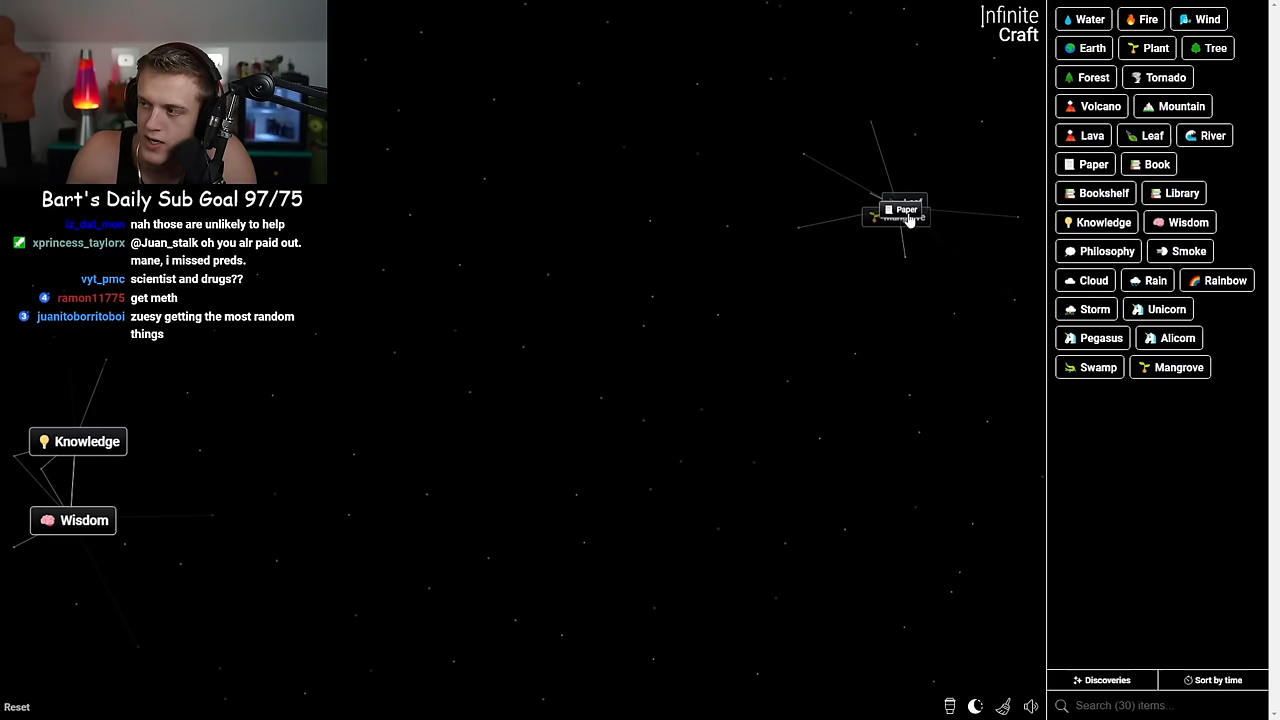 Infinite
Craft
Bart's Daily Sub Goal 97/75
nah those are unlikely to help
xprincess_taylorx @Juan_stalk oh you alr paid out.
mane, i missed preds.
vyt_pmc scientist and drugs??
ramon11775 get meth
juanitoborritoboi zuesy getting the most random
things
Paper
Knowledge
Wisdom
Reset
Water Fire Wind
Earth Plant Tree
Forest Tornado
Volcano Mountain
Lava Leaf River
Paper Book
Bookshelf Library
Knowledge Wisdom
Philosophy Smoke
Cloud Rain Rainbow
Storm Unicorn
Pegasus Alicorn
Swamp Mangrove
Discoveries Sort by time
Search (30) items...